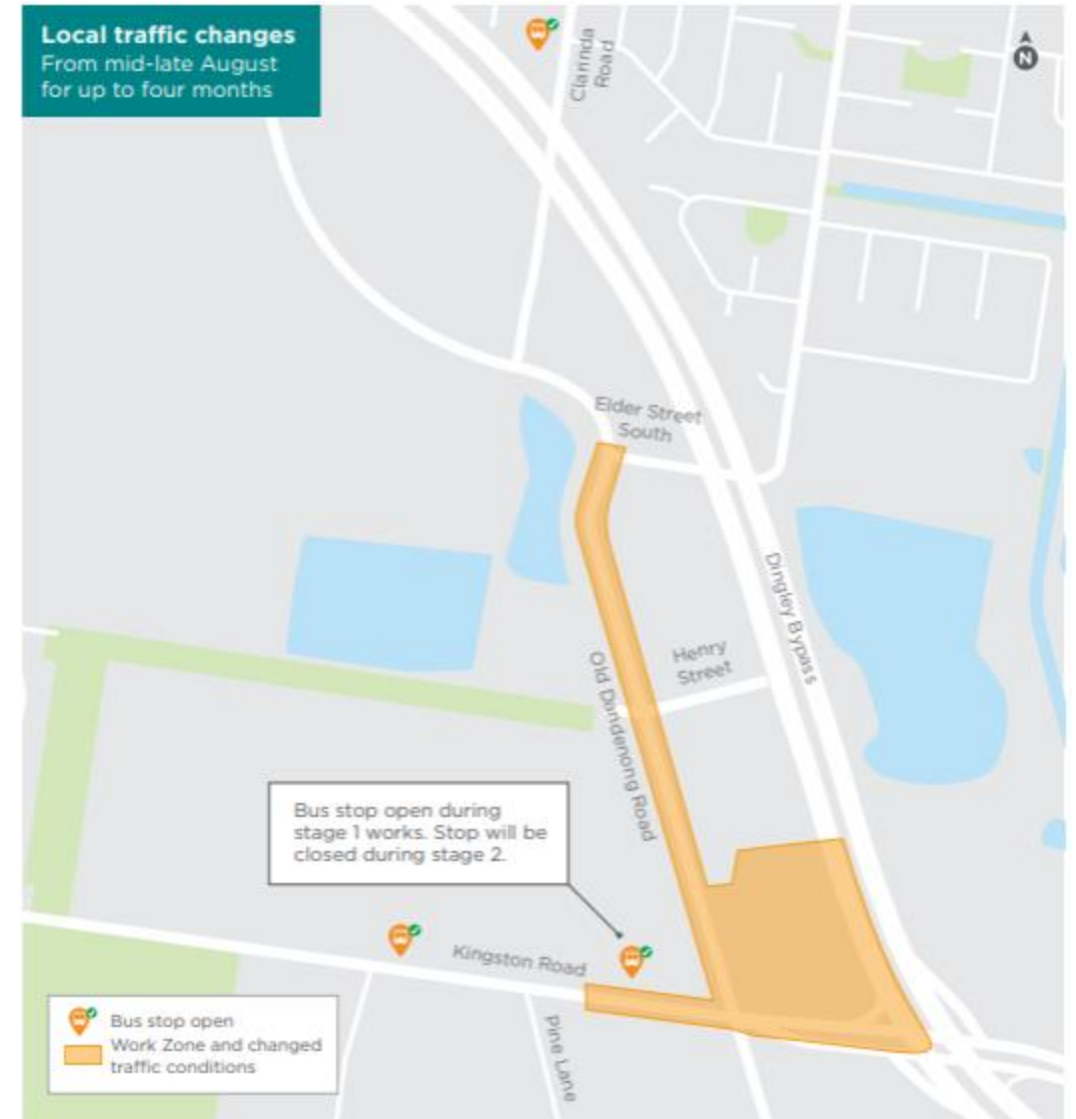 Local traffic changes
From mid-late August
for up to four months
Clarinda
Road
N
Elder Street
South
Dingley Bypass
Henry
Street
Old Dandenong Road
Bus stop open during
stage 1 works. Stop will be
closed during stage 2.
Kingston Road
Pine Lane
Bus stop open
Work Zone and changed
traffic conditions